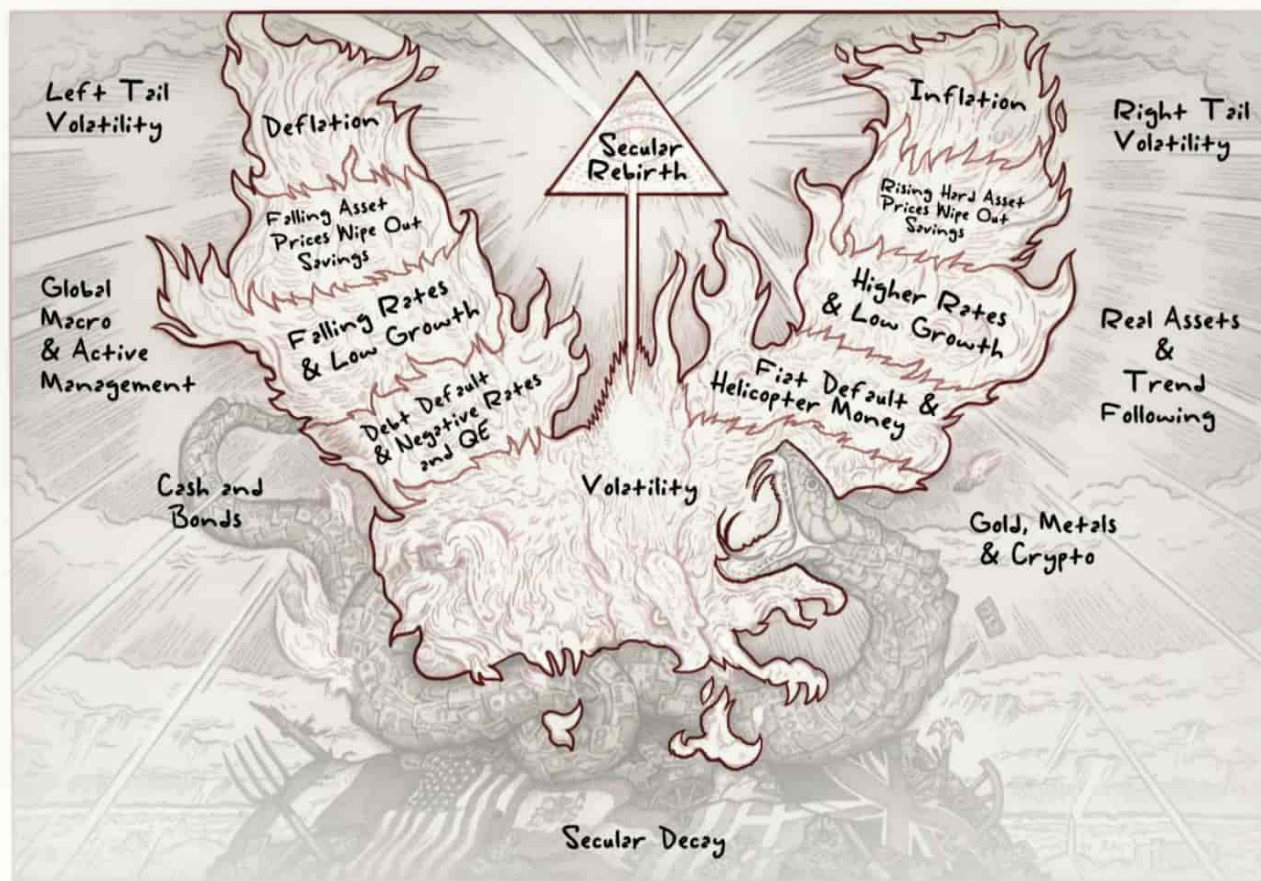 Left Tail
Volatility
Deflation
Falling Asset
Prices Wipe Out
Savings
Global
Macro
& Active
Management
Falling Rates
& Low Growth
Debt Default
& Negative Rates
and QE
Cash and
Bonds
Secular
Rebirth
Volatility
Inflation
Right Tail
Volatility
Rising Hard Asset
Prices Wipe Out
Savings
Higher Rates
& Low Growth
Real Assets
&
Trend
Following
Fiat Default &
Helicopter Money
Gold, Metals
& Crypto
Secular Decay